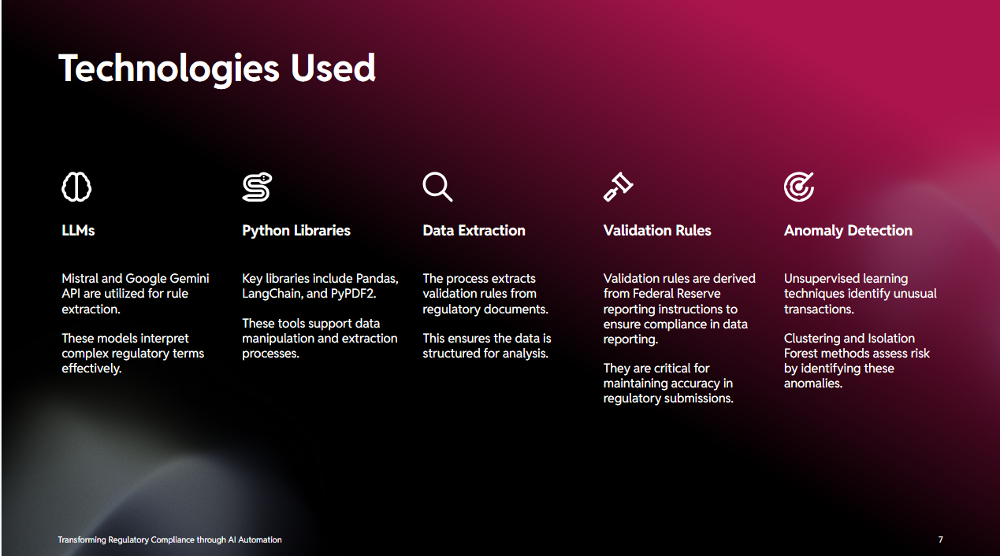 Technologies Used
LLMs
Mistral and Google Gemini
API are utilized for rule
extraction.
These models interpret
complex regulatory terms
effectively.
Python Libraries
Key libraries include Pandas,
LangChain, and PyPDF2.
These tools support data
manipulation and extraction
processes.
Data Extraction
The process extracts
validation rules from
regulatory documents.
This ensures the data is
structured for analysis.
Validation Rules
Validation rules are derived
from Federal Reserve
reporting instructions to
ensure compliance in data
reporting.
They are critical for
maintaining accuracy in
regulatory submissions.
Anomaly Detection
Unsupervised learning
techniques identify unusual
transactions.
Clustering and Isolation
Forest methods assess risk
by identifying these
anomalies.
Transforming Regulatory Compliance through AI Automation
7